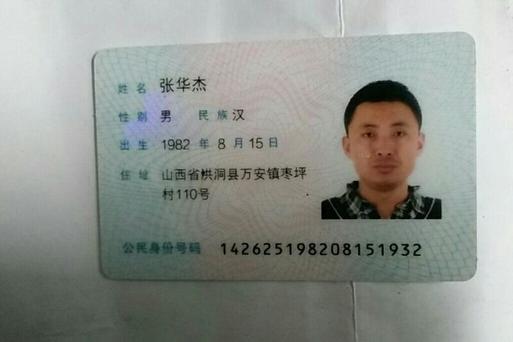 姓名 张华杰
性别 男 民族 汉
出生 1982 年 8 月 15 日
住址 山西省洪洞县万安镇枣坪
村110号
公民身份号码 142625198208151932